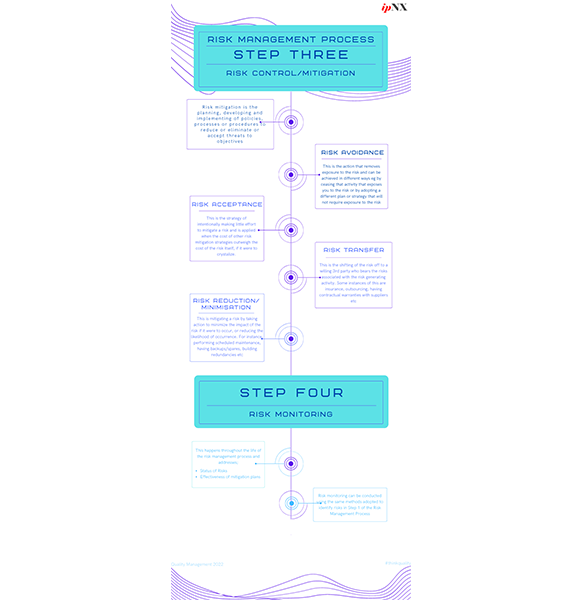 ipNX
RISK MANAGEMENT PROCESS
STEP THREE
RISK CONTROL/MITIGATION
Risk mitigation is the
planning, developing and
implementing of policies,
processes or procedures to
reduce or eliminate or
accept threats to
objectives
RISK AVOIDANCE
This is the action that removes
exposure to the risk and can be
achieved in different ways eg by
ceasing that activity that exposes
you to the risk or by adopting a
different plan or strategy that will
not require exposure to the risk.
RISK ACCEPTANCE
This is the strategy of
intentionally making little effort
to mitigate a risk and is applied
when the cost of other risk
mitigation strategies outweigh the
cost of the risk itself, if it were to
crystalize.
RISK TRANSFER
This is the shifting of the risk off to a
willing 3rd party who bears the risks
associated with the risk generating
activity. Some instances of this are
insurance, outsourcing, having
contractual warranties with suppliers
etc.
RISK REDUCTION/
MINIMISATION
This is mitigating a risk by taking
action to minimize the impact of the
risk if it were to occur, or reducing the
likelihood of occurrence. For instance
performing scheduled maintenance,
having backups/spares, building
redundancies etc.
STEP FOUR
RISK MONITORING
This happens throughout the life of
the risk management process and
addresses:
• Status of Risks
• Effectiveness of mitigation plans
Risk monitoring can be conducted
using the same methods adopted to
identify risks in Step 1 of the Risk
Management Process.
Quality Management